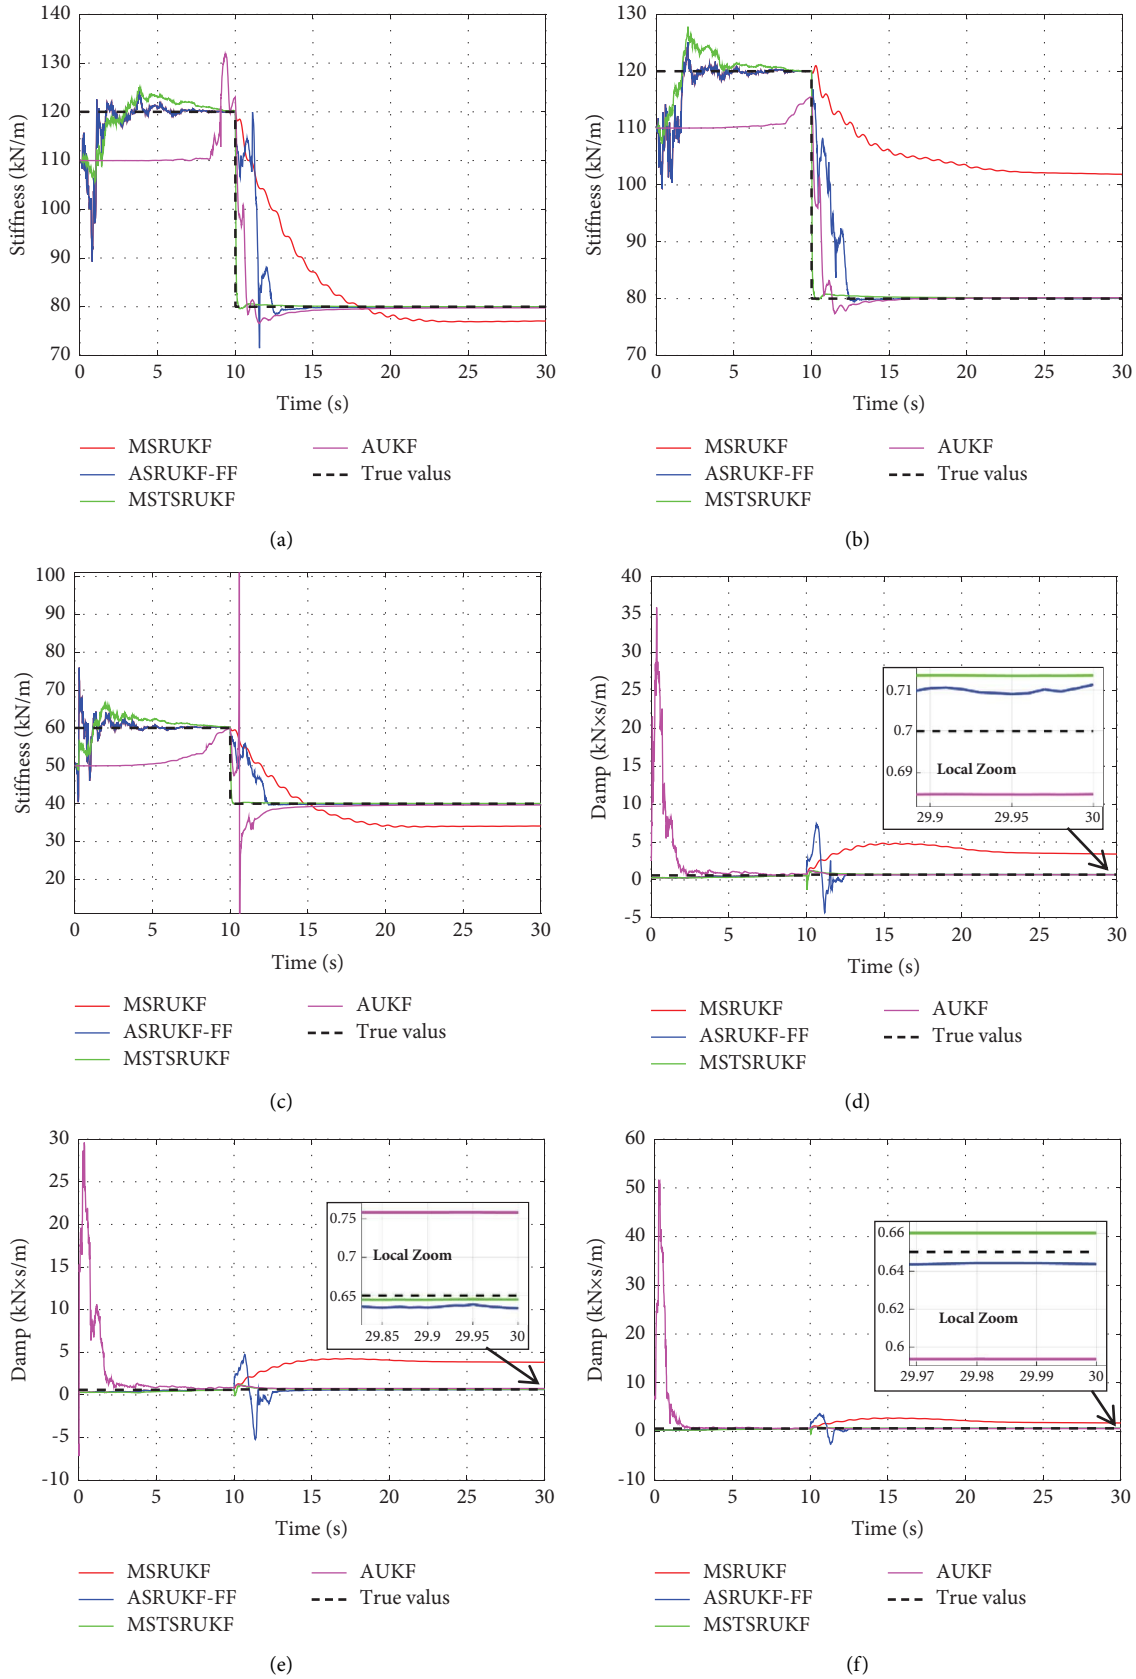 140
130
120
110
100
90
80
70
Stiffness (kN/m)
0 5 10 15 20 25 30
Time (s)
MSRUKF
ASRUKF-FF
MSTSRUKF
AUKF
True valus
(a)
130
120
110
100
90
80
70
Stiffness (kN/m)
0 5 10 15 20 25 30
Time (s)
MSRUKF
ASRUKF-FF
MSTSRUKF
AUKF
True valus
(b)
100
90
80
70
60
50
40
30
20
Stiffness (kN/m)
0 5 10 15 20 25 30
Time (s)
MSRUKF
ASRUKF-FF
MSTSRUKF
AUKF
True valus
(c)
40
35
30
25
20
15
10
5
0
-5
Damp (kN×s/m)
0.71
0.7
0.69
Local Zoom
29.9 29.95 30
0 5 10 15 20 25 30
Time (s)
MSRUKF
ASRUKF-FF
MSTSRUKF
AUKF
True valus
(d)
30
25
20
15
10
5
0
-5
-10
Damp (kN×s/m)
0.75
0.7
0.65
Local Zoom
29.85 29.9 29.95 30
0 5 10 15 20 25 30
Time (s)
MSRUKF
ASRUKF-FF
MSTSRUKF
AUKF
True valus
(e)
60
50
40
30
20
10
0
-10
Damp (kN×s/m)
0.66
0.64
0.62
0.6
Local Zoom
29.97 29.98 29.99 30
0 5 10 15 20 25 30
Time (s)
MSRUKF
ASRUKF-FF
MSTSRUKF
AUKF
True valus
(f)